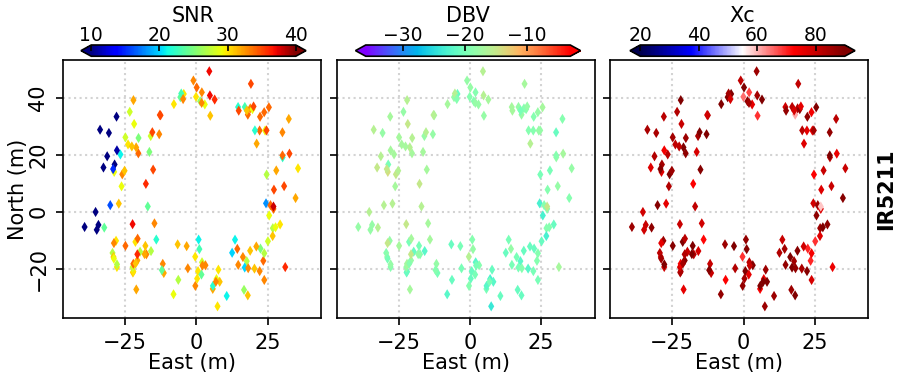 SNR DBV Xc
10 20 30 40 −30 −20 −10 20 40 60 80
40
20
0
−20
North (m)
−25 0 25 −25 0 25 −25 0 25
East (m) East (m) East (m)
IR5211